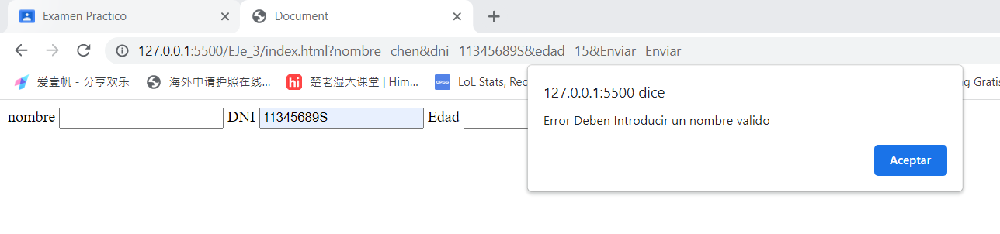 Examen Practico
Document
127.0.0.1:5500/EJe_3/index.html?nombre=chen&dni=11345689S&edad=15&Enviar=Enviar
爱壹帆 - 分享欢乐 海外申请护照在线... hi 楚老湿大课堂 | Him... OP.GG LoL Stats, Rec g Gratis
127.0.0.1:5500 dice
Error Deben Introducir un nombre valido
Aceptar
nombre DNI 11345689S Edad